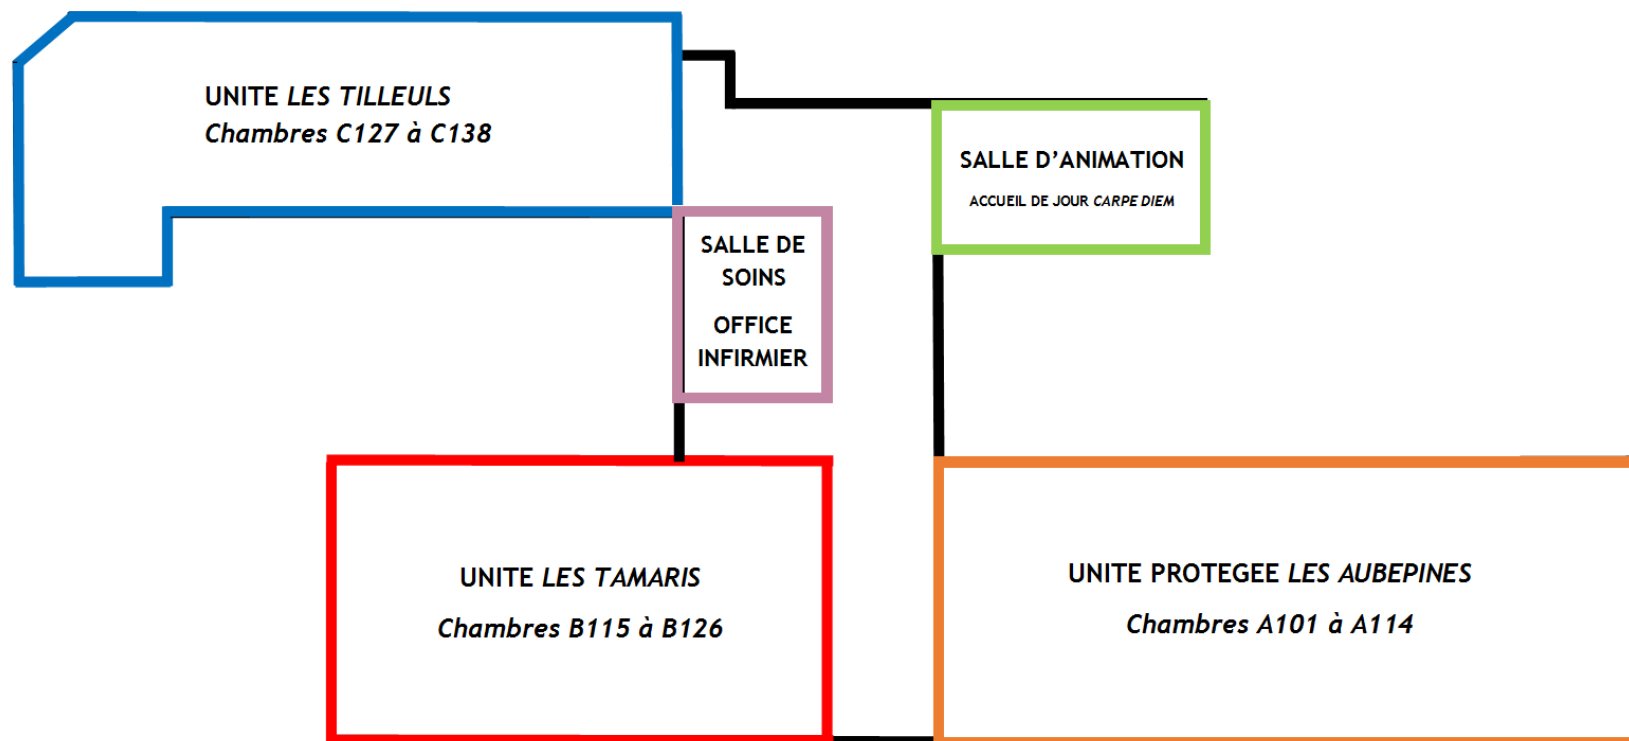 UNITE LES TILLEULS
Chambres C127 à C138
SALLE D'ANIMATION
ACCUEIL DE JOUR CARPE DIEM
SALLE DE
SOINS
OFFICE
INFIRMIER
UNITE LES TAMARIS
Chambres B115 à B126
UNITE PROTEGEE LES AUBEPINES
Chambres A101 à A114